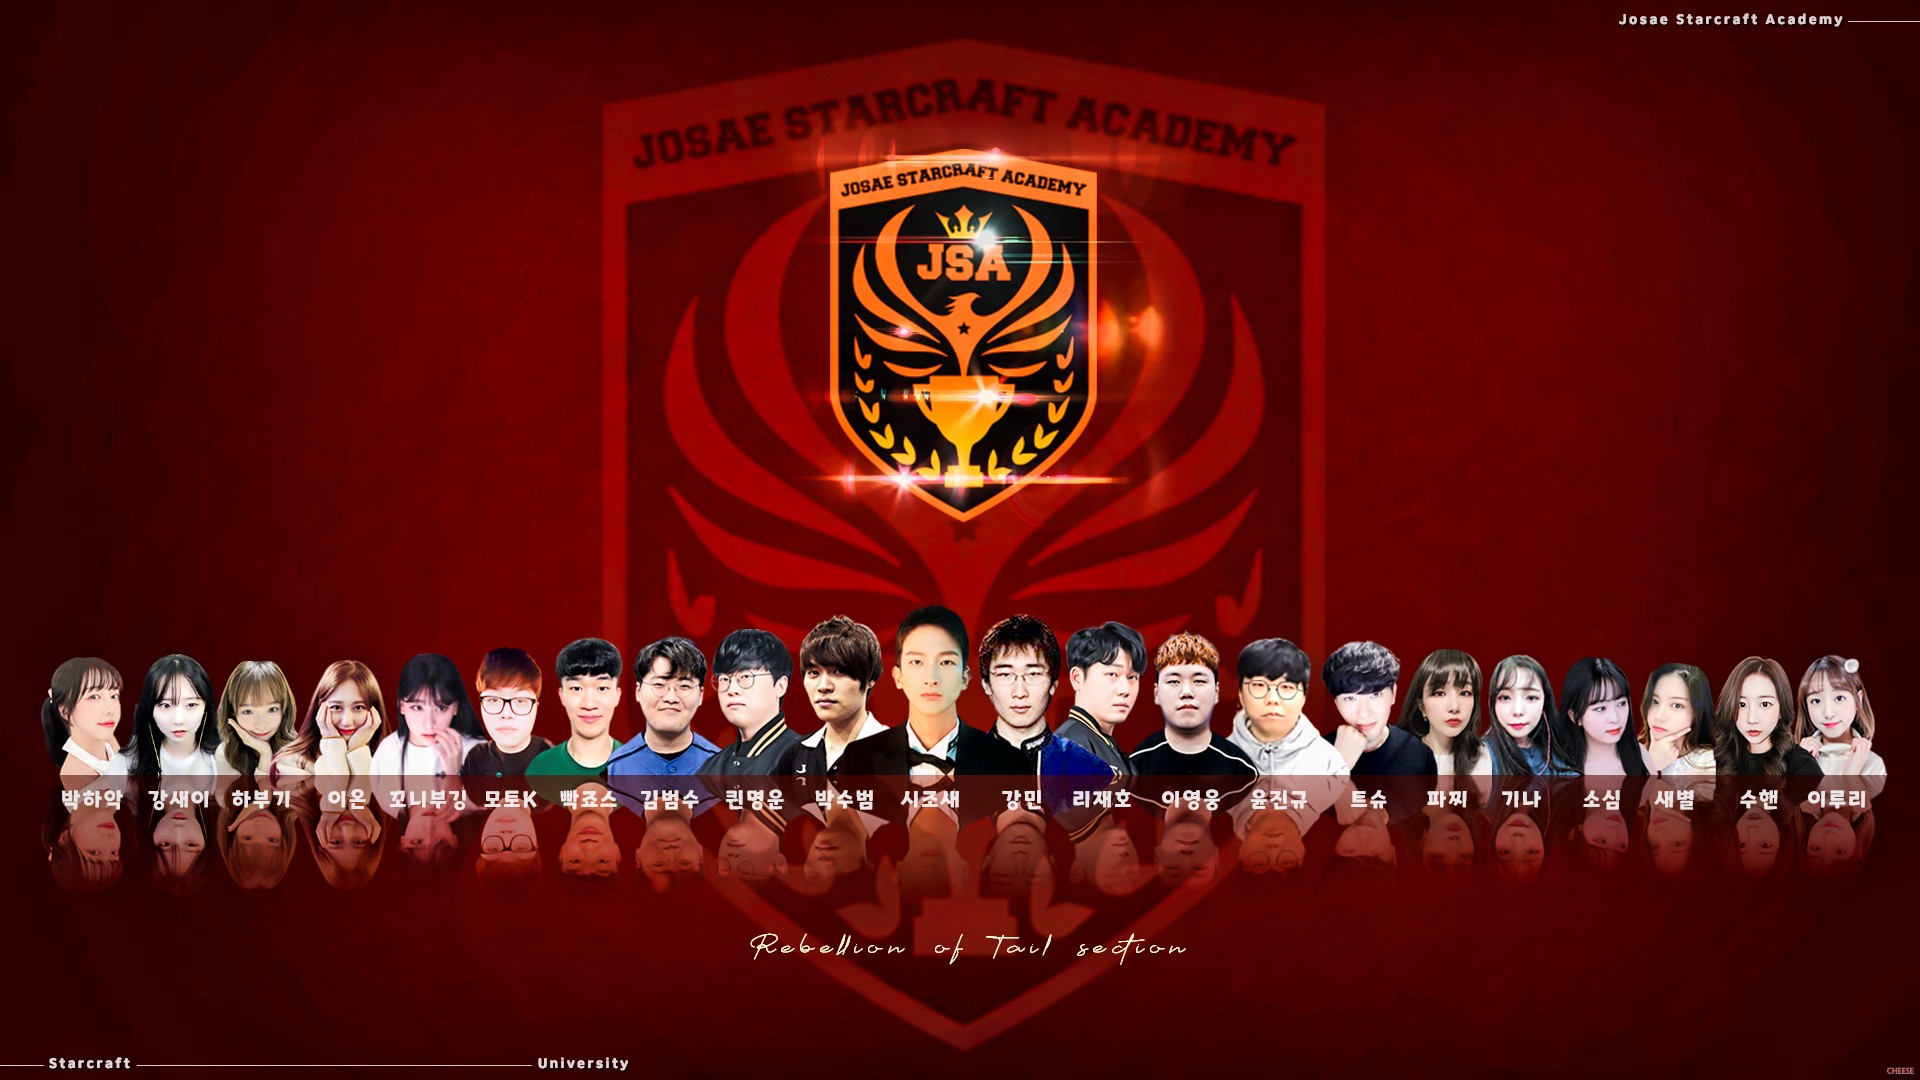 Josae Starcraft Academy
JOSAE STARCRAFT ACADEMY
JOSAE STARCRAFT ACADEMY
JSA
박하악 강새이 하부기 이온 꼬니부깅 모토K 빡죠스 김범수 퀸명운 박수범 시조새 강민 리재호 이영웅 윤진규 트슈 파찌 기나 소심 새별 수핸 이루리
Rebellion of Tail section
Starcraft University
CHEESE